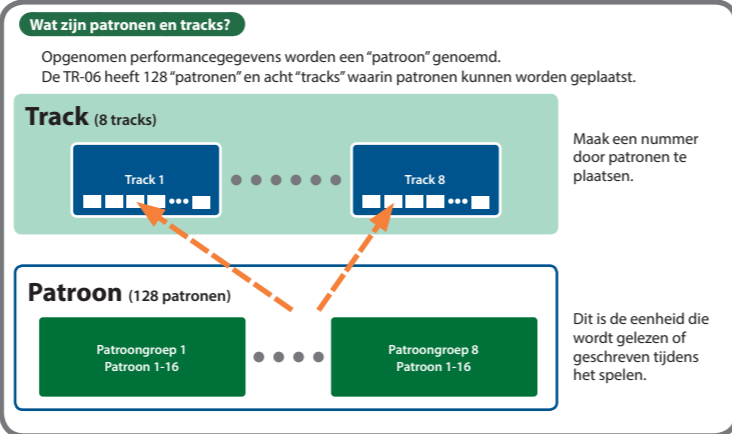 Wat zijn patronen en tracks?
Opgenomen performancegegevens worden een “patroon” genoemd.
De TR-06 heeft 128 “patronen” en acht “tracks” waarin patronen kunnen worden geplaatst.
Track (8 tracks)
Track 1
Track 8
Maak een nummer
door patronen te
plaatsen.
Patroon (128 patronen)
Patroongroep 1
Patroon 1-16
Patroongroep 8
Patroon 1-16
Dit is de eenheid die
wordt gelezen of
geschreven tijdens
het spelen.